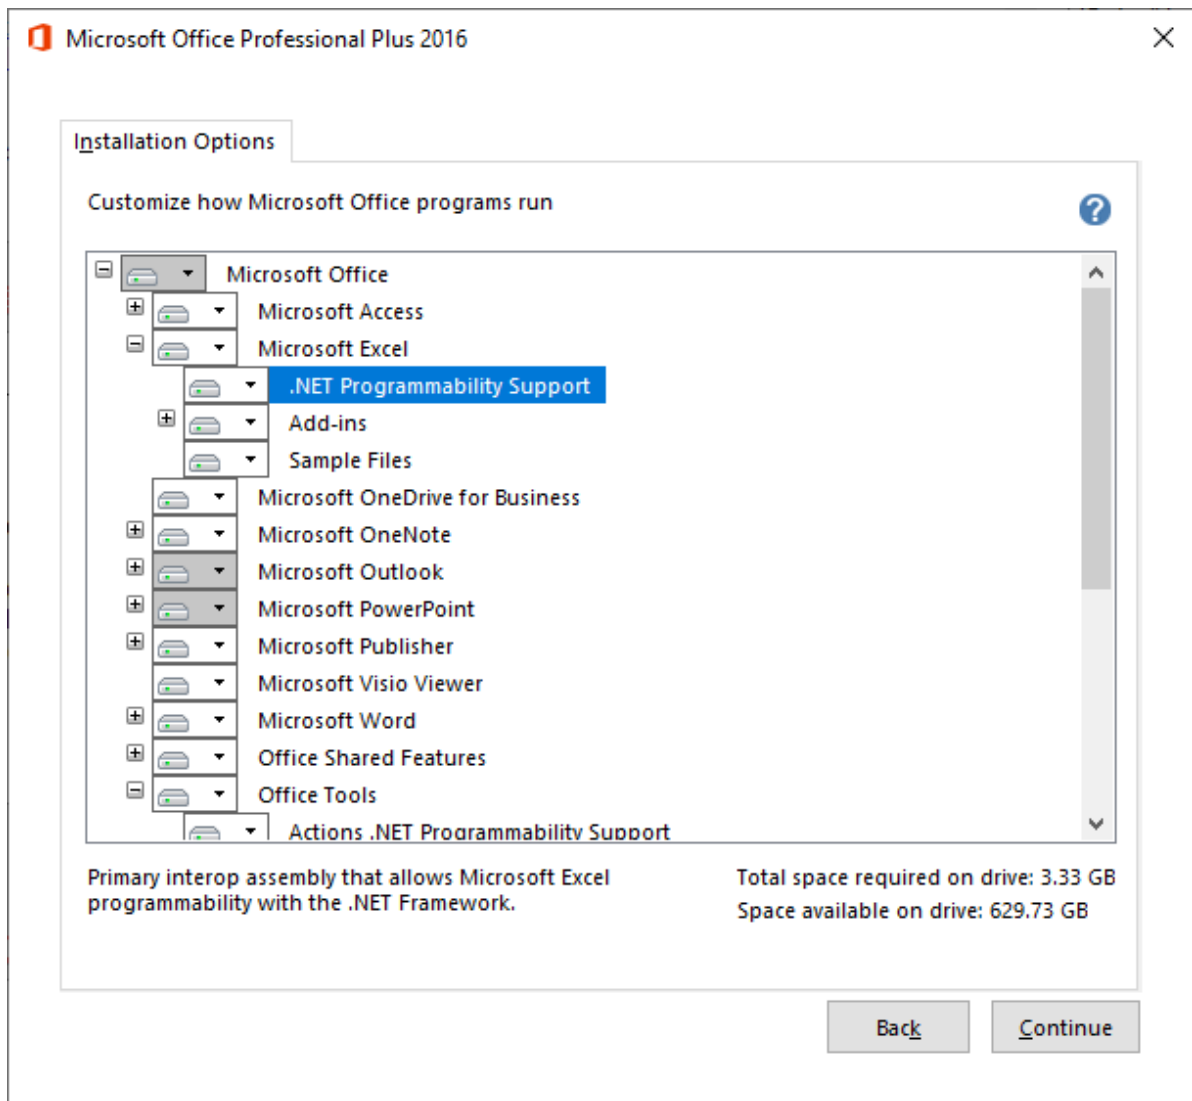 Microsoft Office Professional Plus 2016
Installation Options
Customize how Microsoft Office programs run
?
Microsoft Office
Microsoft Access
Microsoft Excel
.NET Programmability Support
Add-ins
Sample Files
Microsoft OneDrive for Business
Microsoft OneNote
Microsoft Outlook
Microsoft PowerPoint
Microsoft Publisher
Microsoft Visio Viewer
Microsoft Word
Office Shared Features
Office Tools
Actions .NET Programmability Support
Primary interop assembly that allows Microsoft Excel
programmability with the .NET Framework.
Total space required on drive: 3.33 GB
Space available on drive: 629.73 GB
Back
Continue